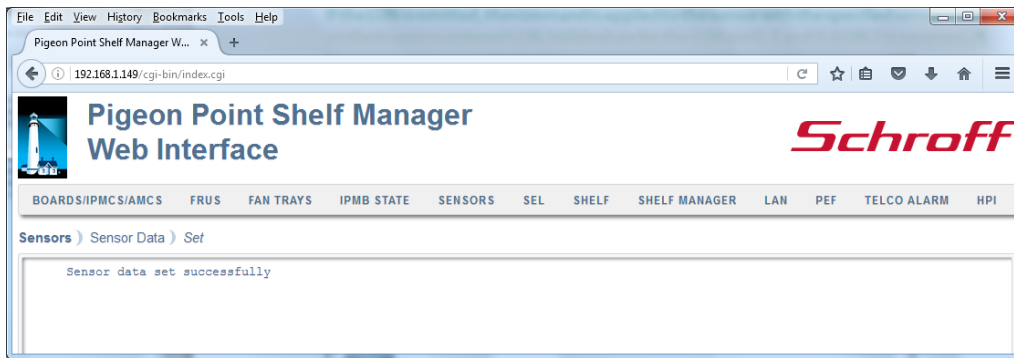 File Edit View History Bookmarks Tools Help
Pigeon Point Shelf Manager W... × +
192.168.1.149/cgi-bin/index.cgi
Pigeon Point Shelf Manager
Web Interface
Schroff
BOARDS/IPMCS/AMCS FRUS FAN TRAYS IPMB STATE SENSORS SEL SHELF SHELF MANAGER LAN PEF TELCO ALARM HPI
Sensors ) Sensor Data ) Set
Sensor data set successfully